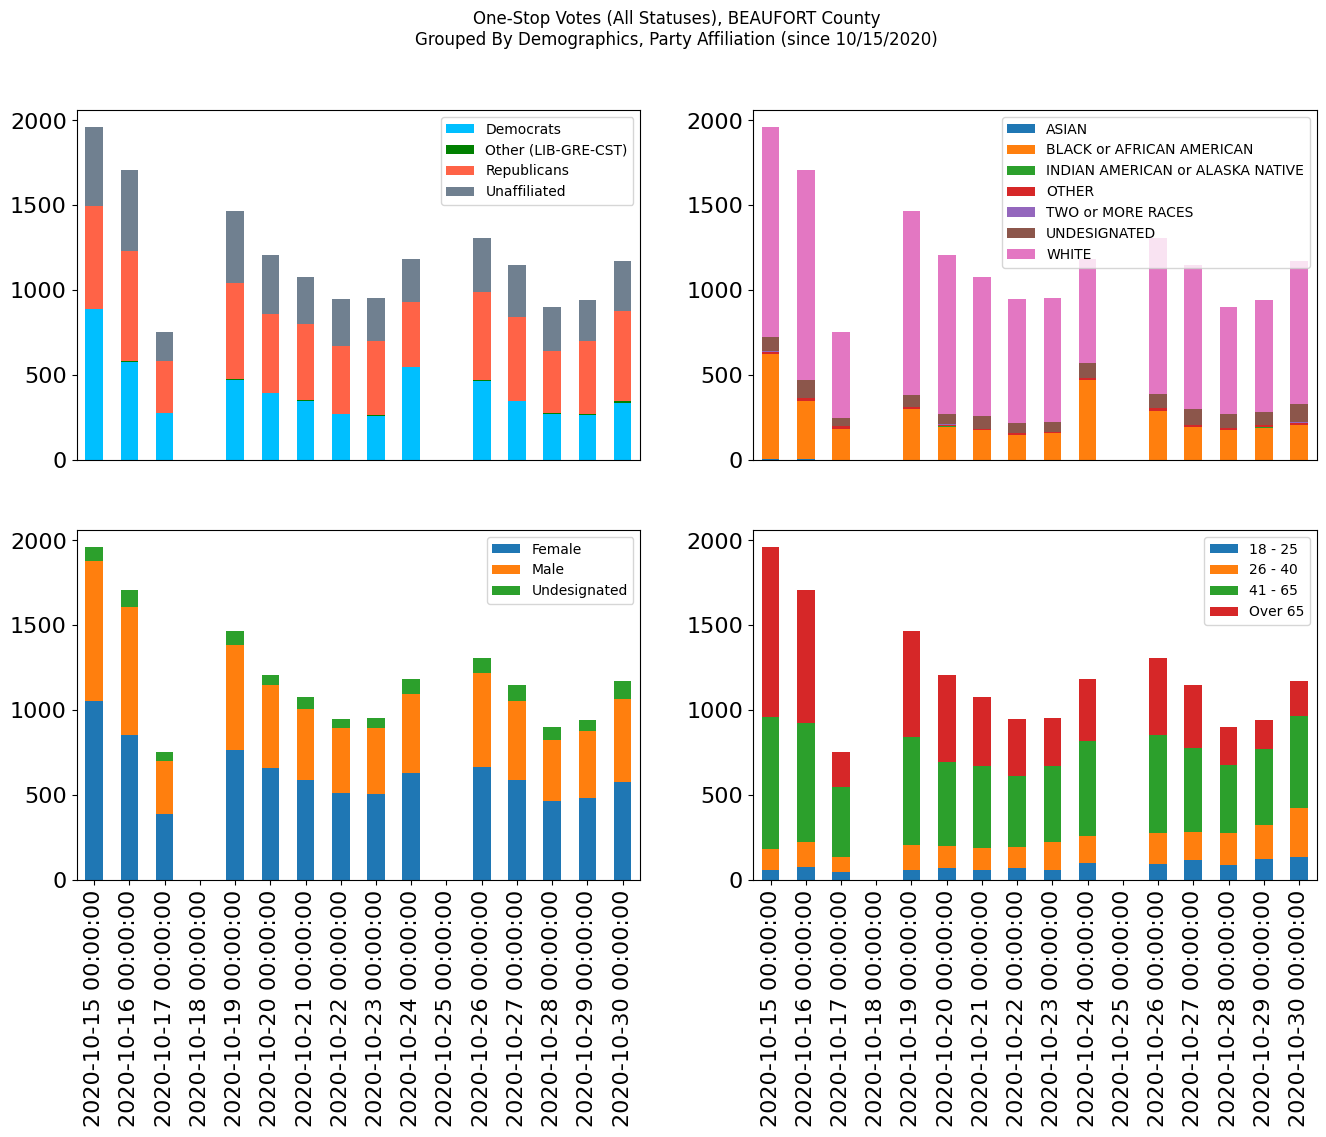 One-Stop Votes (All Statuses), BEAUFORT County
Grouped By Demographics, Party Affiliation (since 10/15/2020)
2000
1500
1000
500
0
Democrats
Other (LIB-GRE-CST)
Republicans
Unaffiliated
2000
1500
1000
500
0
ASIAN
BLACK or AFRICAN AMERICAN
INDIAN AMERICAN or ALASKA NATIVE
OTHER
TWO or MORE RACES
UNDESIGNATED
WHITE
2000
1500
1000
500
0
Female
Male
Undesignated
2020-10-15 00:00:00
2020-10-16 00:00:00
2020-10-17 00:00:00
2020-10-18 00:00:00
2020-10-19 00:00:00
2020-10-20 00:00:00
2020-10-21 00:00:00
2020-10-22 00:00:00
2020-10-23 00:00:00
2020-10-24 00:00:00
2020-10-25 00:00:00
2020-10-26 00:00:00
2020-10-27 00:00:00
2020-10-28 00:00:00
2020-10-29 00:00:00
2020-10-30 00:00:00
2000
1500
1000
500
0
18 - 25
26 - 40
41 - 65
Over 65
2020-10-15 00:00:00
2020-10-16 00:00:00
2020-10-17 00:00:00
2020-10-18 00:00:00
2020-10-19 00:00:00
2020-10-20 00:00:00
2020-10-21 00:00:00
2020-10-22 00:00:00
2020-10-23 00:00:00
2020-10-24 00:00:00
2020-10-25 00:00:00
2020-10-26 00:00:00
2020-10-27 00:00:00
2020-10-28 00:00:00
2020-10-29 00:00:00
2020-10-30 00:00:00